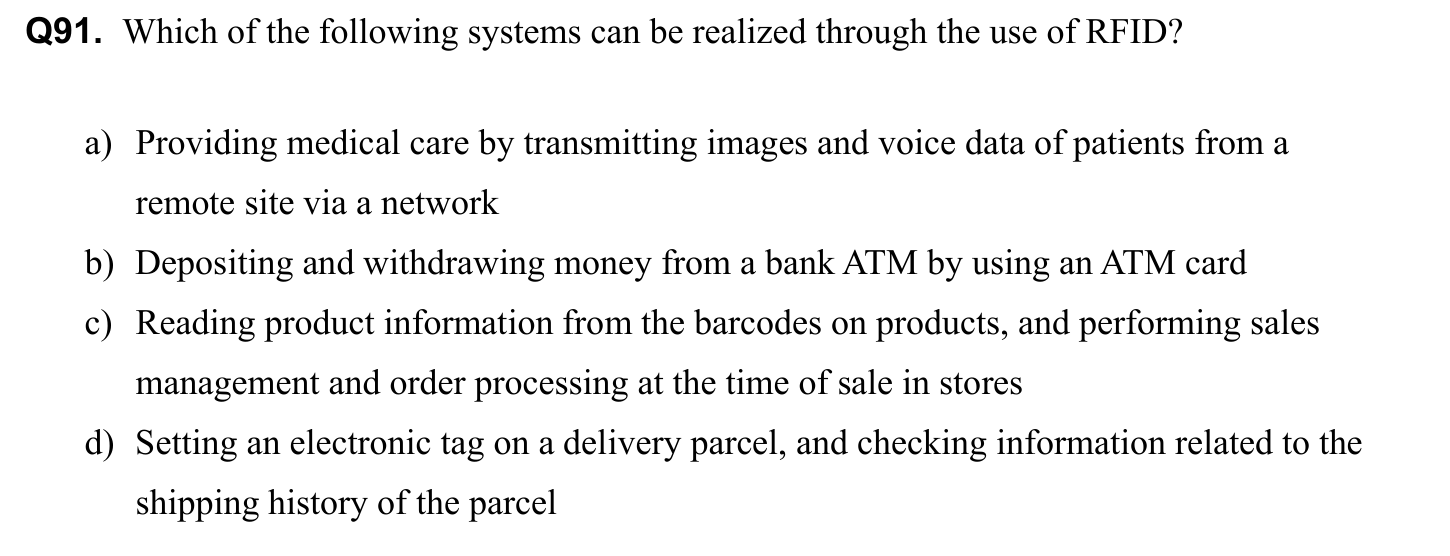 Q91. Which of the following systems can be realized through the use of RFID?
a) Providing medical care by transmitting images and voice data of patients from a
remote site via a network
b) Depositing and withdrawing money from a bank ATM by using an ATM card
c) Reading product information from the barcodes on products, and performing sales
management and order processing at the time of sale in stores
d) Setting an electronic tag on a delivery parcel, and checking information related to the
shipping history of the parcel